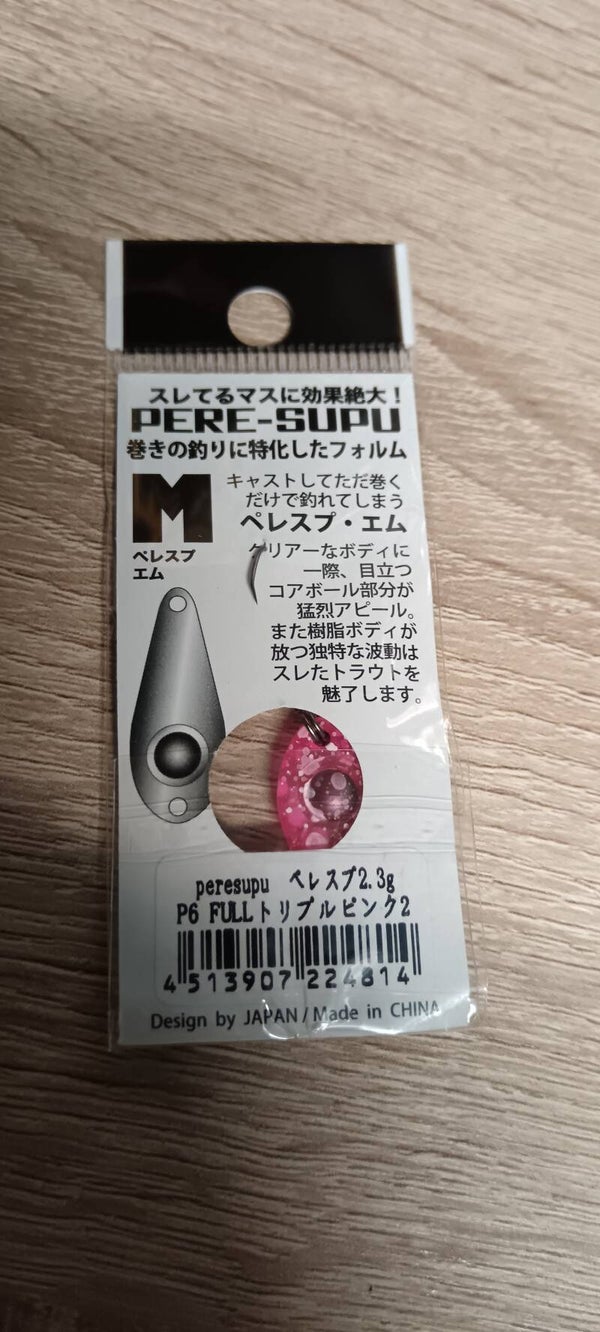 スレてるマスに効果絶大！
PERE-SUPU
巻きの釣りに特化したフォルム
M
ペレスプ
エム
キャストしてただ巻く
だけで釣れてしまう
ペレスプ・エム
クリアーなボディに
一際、目立つ
コアボール部分が
猛烈アピール。
また樹脂ボディが
放つ独特な波動は
スレたトラウトを
魅了します。
peresupu ペレスプ2.3g
P6 FULLトリプルピンク2
4 513907 224814
Design by JAPAN/Made in CHINA